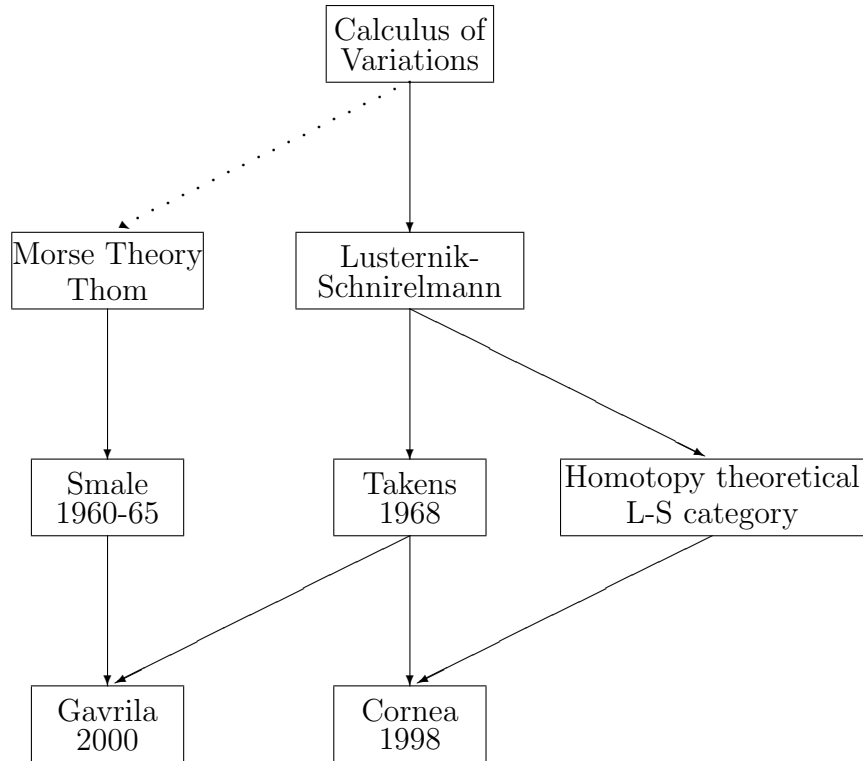 Calculus of
Variations
Morse Theory
Thom
Lusternik-
Schnirelmann
Smale
1960-65
Takens
1968
Homotopy theoretical
L-S category
Gavrila
2000
Cornea
1998